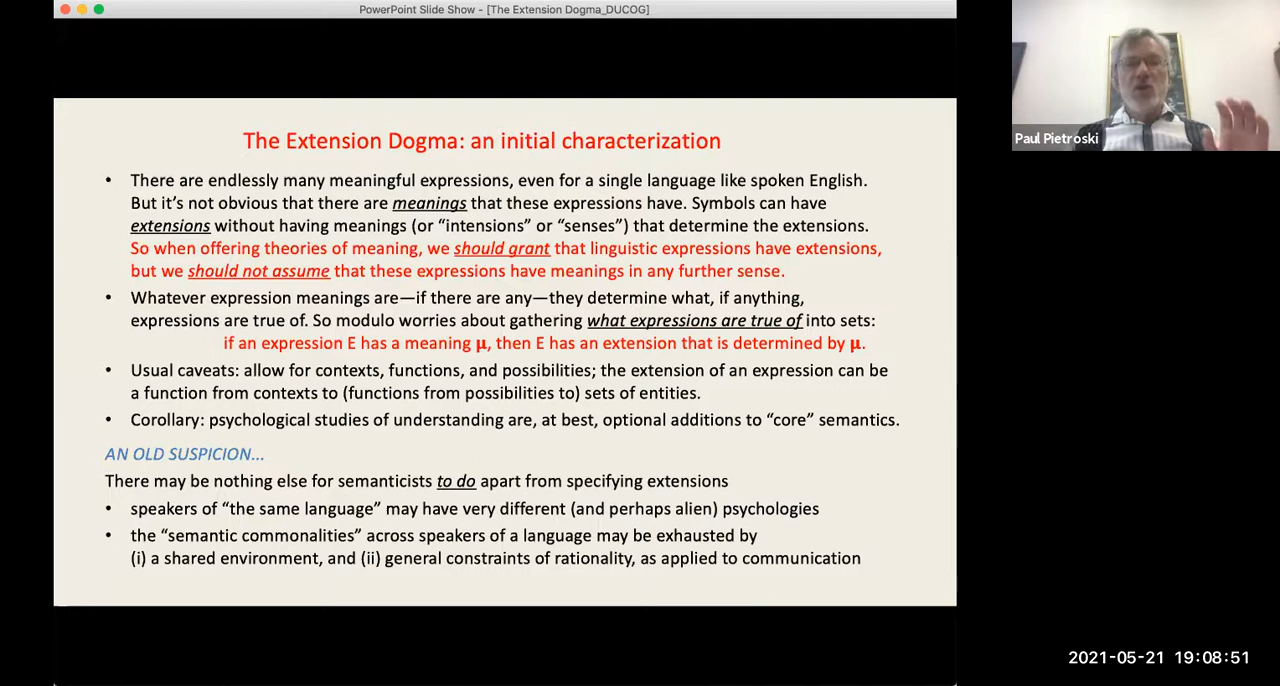 PowerPoint Slide Show - [The Extension Dogma_DUCOG]
The Extension Dogma: an initial characterization
• There are endlessly many meaningful expressions, even for a single language like spoken English.
But it's not obvious that there are meanings that these expressions have. Symbols can have
extensions without having meanings (or “intensions” or “senses”) that determine the extensions.
So when offering theories of meaning, we should grant that linguistic expressions have extensions,
but we should not assume that these expressions have meanings in any further sense.
• Whatever expression meanings are—if there are any—they determine what, if anything,
expressions are true of. So modulo worries about gathering what expressions are true of into sets:
if an expression E has a meaning μ, then E has an extension that is determined by μ.
• Usual caveats: allow for contexts, functions, and possibilities; the extension of an expression can be
a function from contexts to (functions from possibilities to) sets of entities.
• Corollary: psychological studies of understanding are, at best, optional additions to “core” semantics.
AN OLD SUSPICION...
There may be nothing else for semanticists to do apart from specifying extensions
• speakers of “the same language” may have very different (and perhaps alien) psychologies
• the “semantic commonalities” across speakers of a language may be exhausted by
(i) a shared environment, and (ii) general constraints of rationality, as applied to communication
Paul Pietroski
2021-05-21 19:08:51